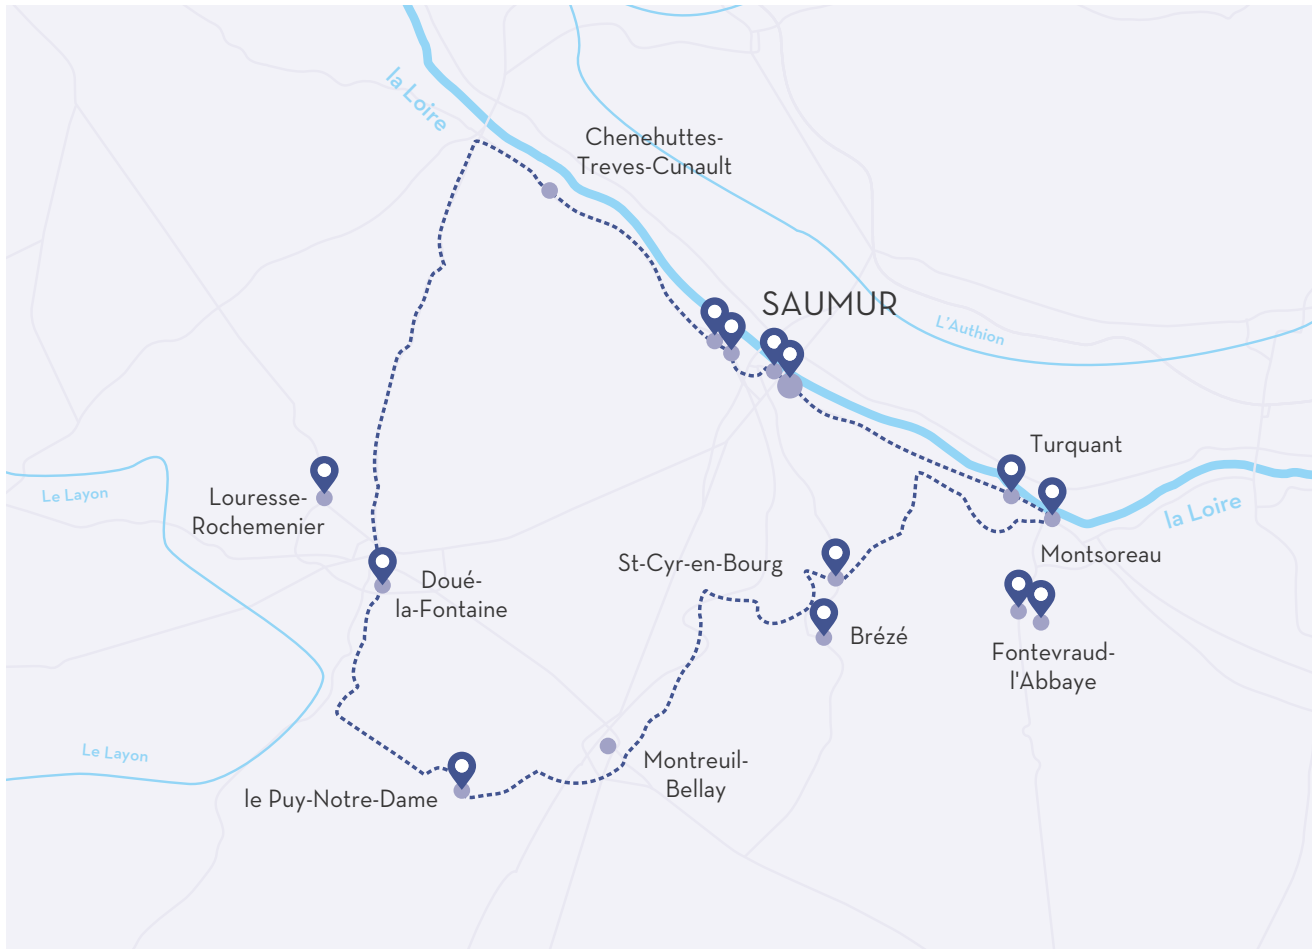 la Loire
Chenehuttes-
Treves-Cunault
SAUMUR
L'Authion
Turquant
Le Layon
Louresse-
Rochemenier
la Loire
Montsoreau
St-Cyr-en-Bourg
Doué-
la-Fontaine
Brézé
Fontevraud-
l'Abbaye
Le Layon
Montreuil-
Bellay
le Puy-Notre-Dame